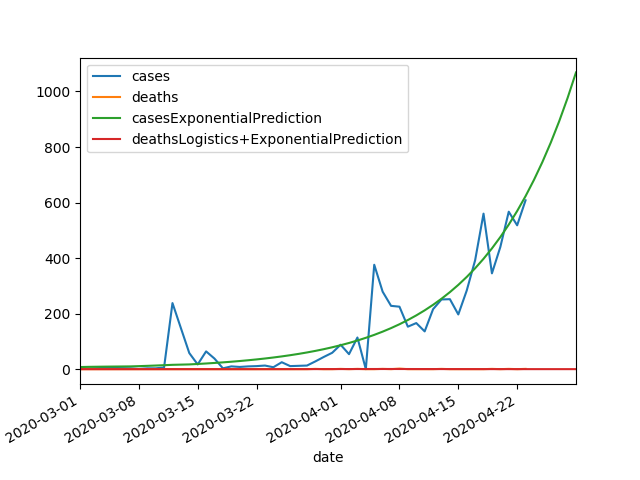 cases
deaths
casesExponentialPrediction
deathsLogistics+ExponentialPrediction
1000
800
600
400
200
0
2020-03-01
2020-03-08
2020-03-15
2020-03-22
2020-04-01
2020-04-08
2020-04-15
2020-04-22
date